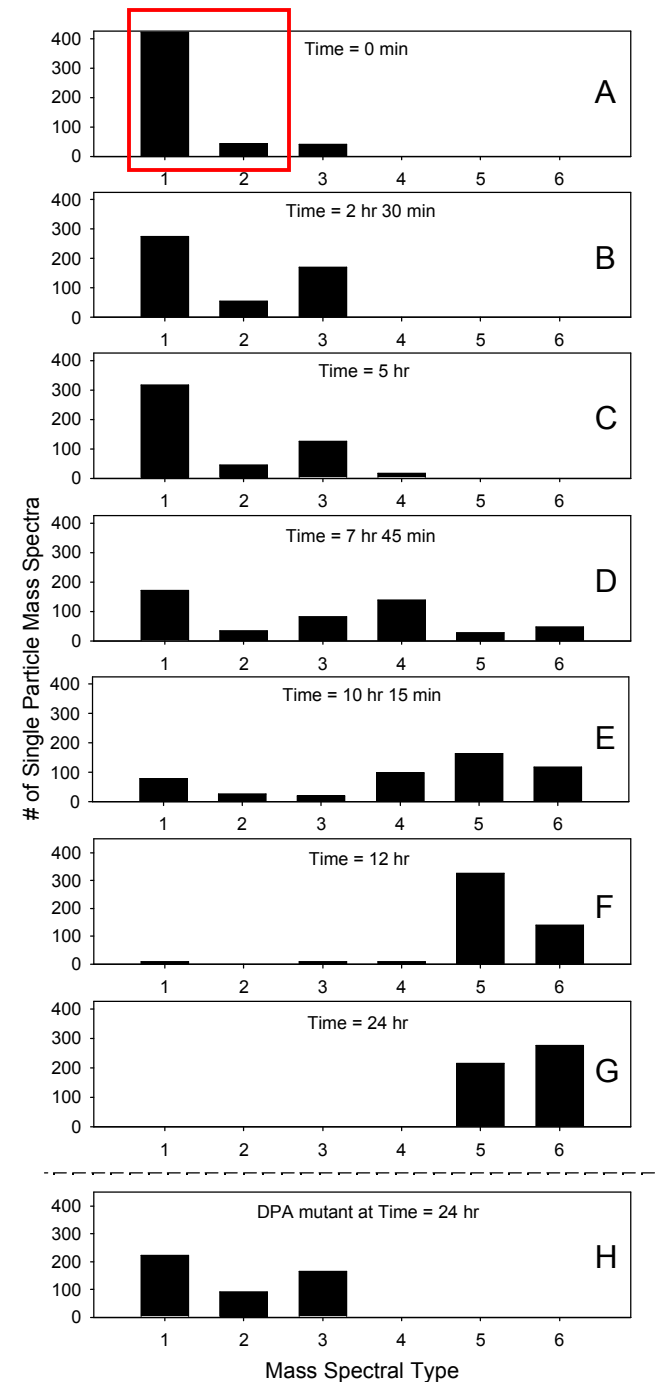 # of Single Particle Mass Spectra
400
300
200
100
0
Time = 0 min
A
1 2 3 4 5 6
400
300
200
100
0
Time = 2 hr 30 min
B
1 2 3 4 5 6
400
300
200
100
0
Time = 5 hr
C
1 2 3 4 5 6
400
300
200
100
0
Time = 7 hr 45 min
D
1 2 3 4 5 6
400
300
200
100
0
Time = 10 hr 15 min
E
1 2 3 4 5 6
400
300
200
100
0
Time = 12 hr
F
1 2 3 4 5 6
400
300
200
100
0
Time = 24 hr
G
1 2 3 4 5 6
400
300
200
100
0
DPA mutant at Time = 24 hr
H
1 2 3 4 5 6
Mass Spectral Type